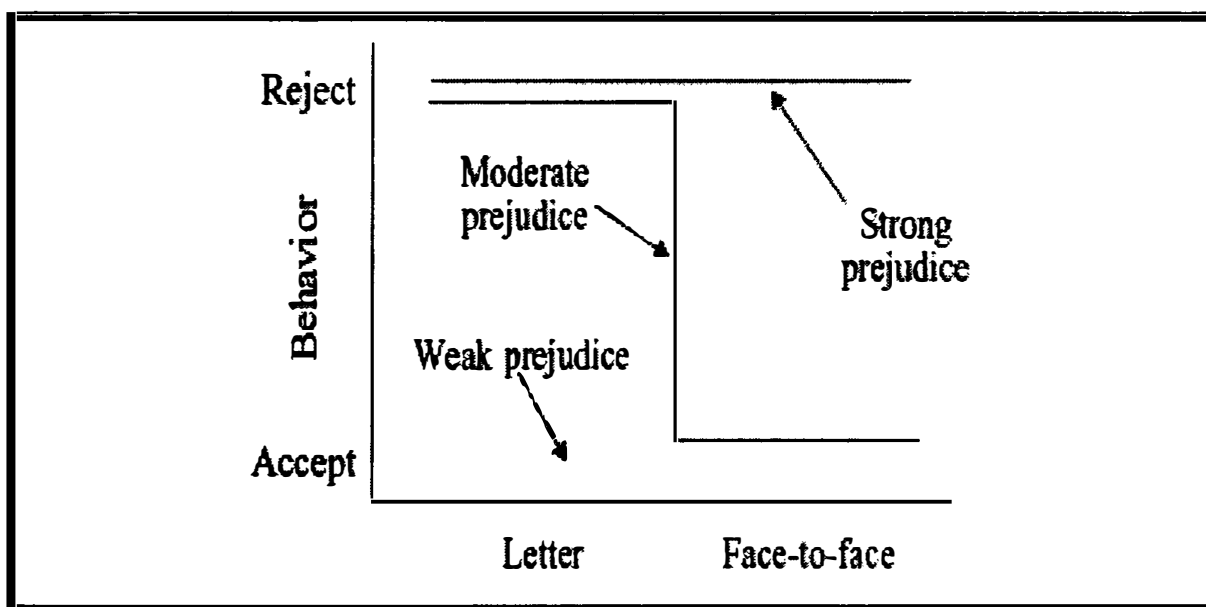 Reject
Moderate
prejudice
Strong
prejudice
Behavior
Weak prejudice
Accept
Letter
Face-to-face